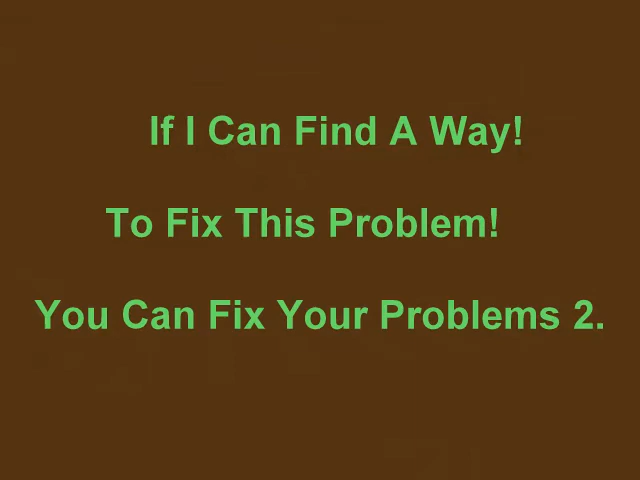 If I Can Find A Way!
To Fix This Problem!
You Can Fix Your Problems 2.